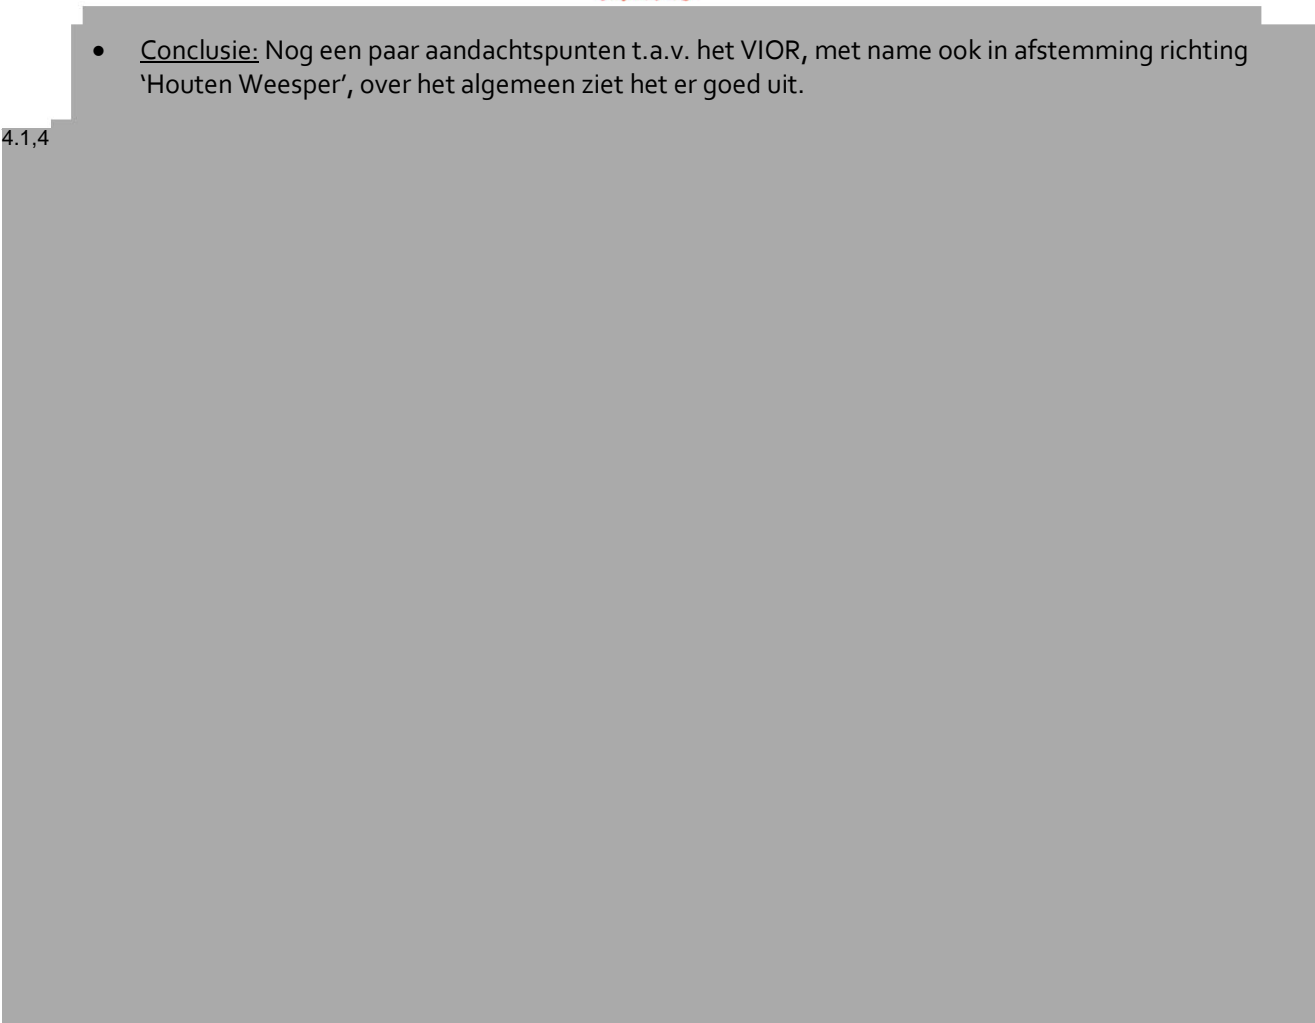 • Conclusie: Nog een paar aandachtspunten t.a.v. het VIOR, met name ook in afstemming richting
‘Houten Weesper’, over het algemeen ziet het er goed uit.
4.1,4